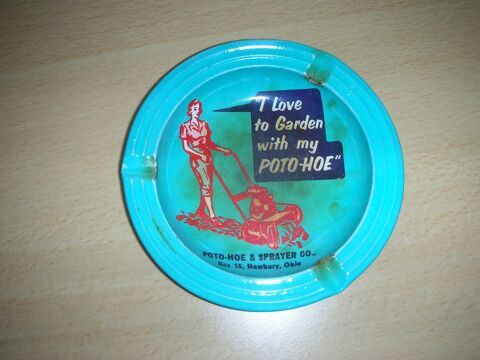 "I Love
to Garden
with my
POTO-HOE"
POTO-HOE & SPRAYER CO.,
Box 15, Newbury, Ohio